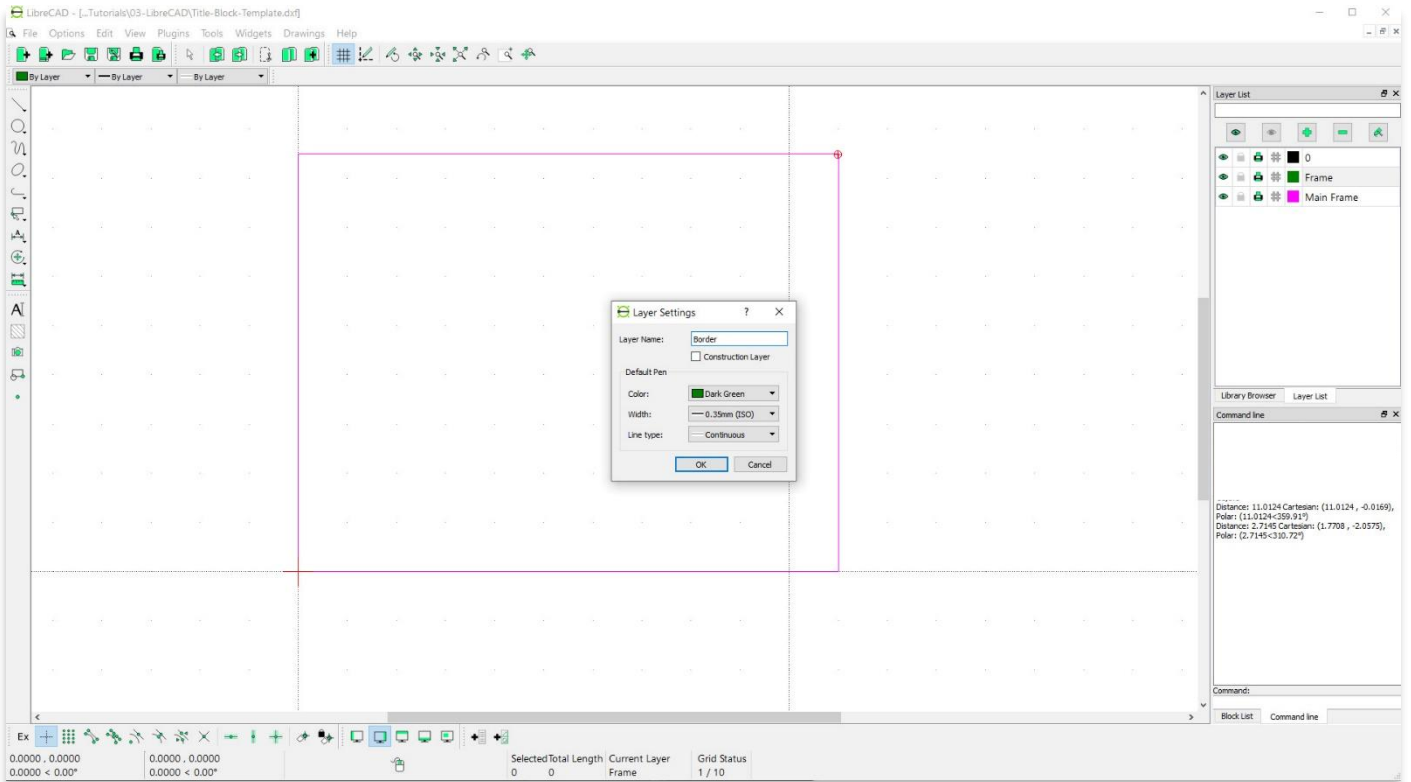 LibreCAD - [...Tutorials\03-LibreCAD\Title-Block-Template.dxf]
File Options Edit View Plugins Tools Widgets Drawings Help
By Layer By Layer By Layer
Layer List
0
Frame
Main Frame
Layer Settings ? ×
Layer Name: Border
Construction Layer
Default Pen
Color: Dark Green
Width: 0.35mm (ISO)
Line type: Continuous
OK Cancel
Library Browser Layer List
Command line
Distance: 11.0124 Cartesian: (11.0124 , -0.0169),
Polar: (11.0124<359.91°)
Distance: 2.7145 Cartesian: (1.7708 , -2.0575),
Polar: (2.7145<310.72°)
Command:
Block List Command line
Ex
0.0000 , 0.0000 0.0000 , 0.0000 Selected Total Length Current Layer Grid Status
0.0000 < 0.00° 0.0000 < 0.00° 0 0 Frame 1 / 10